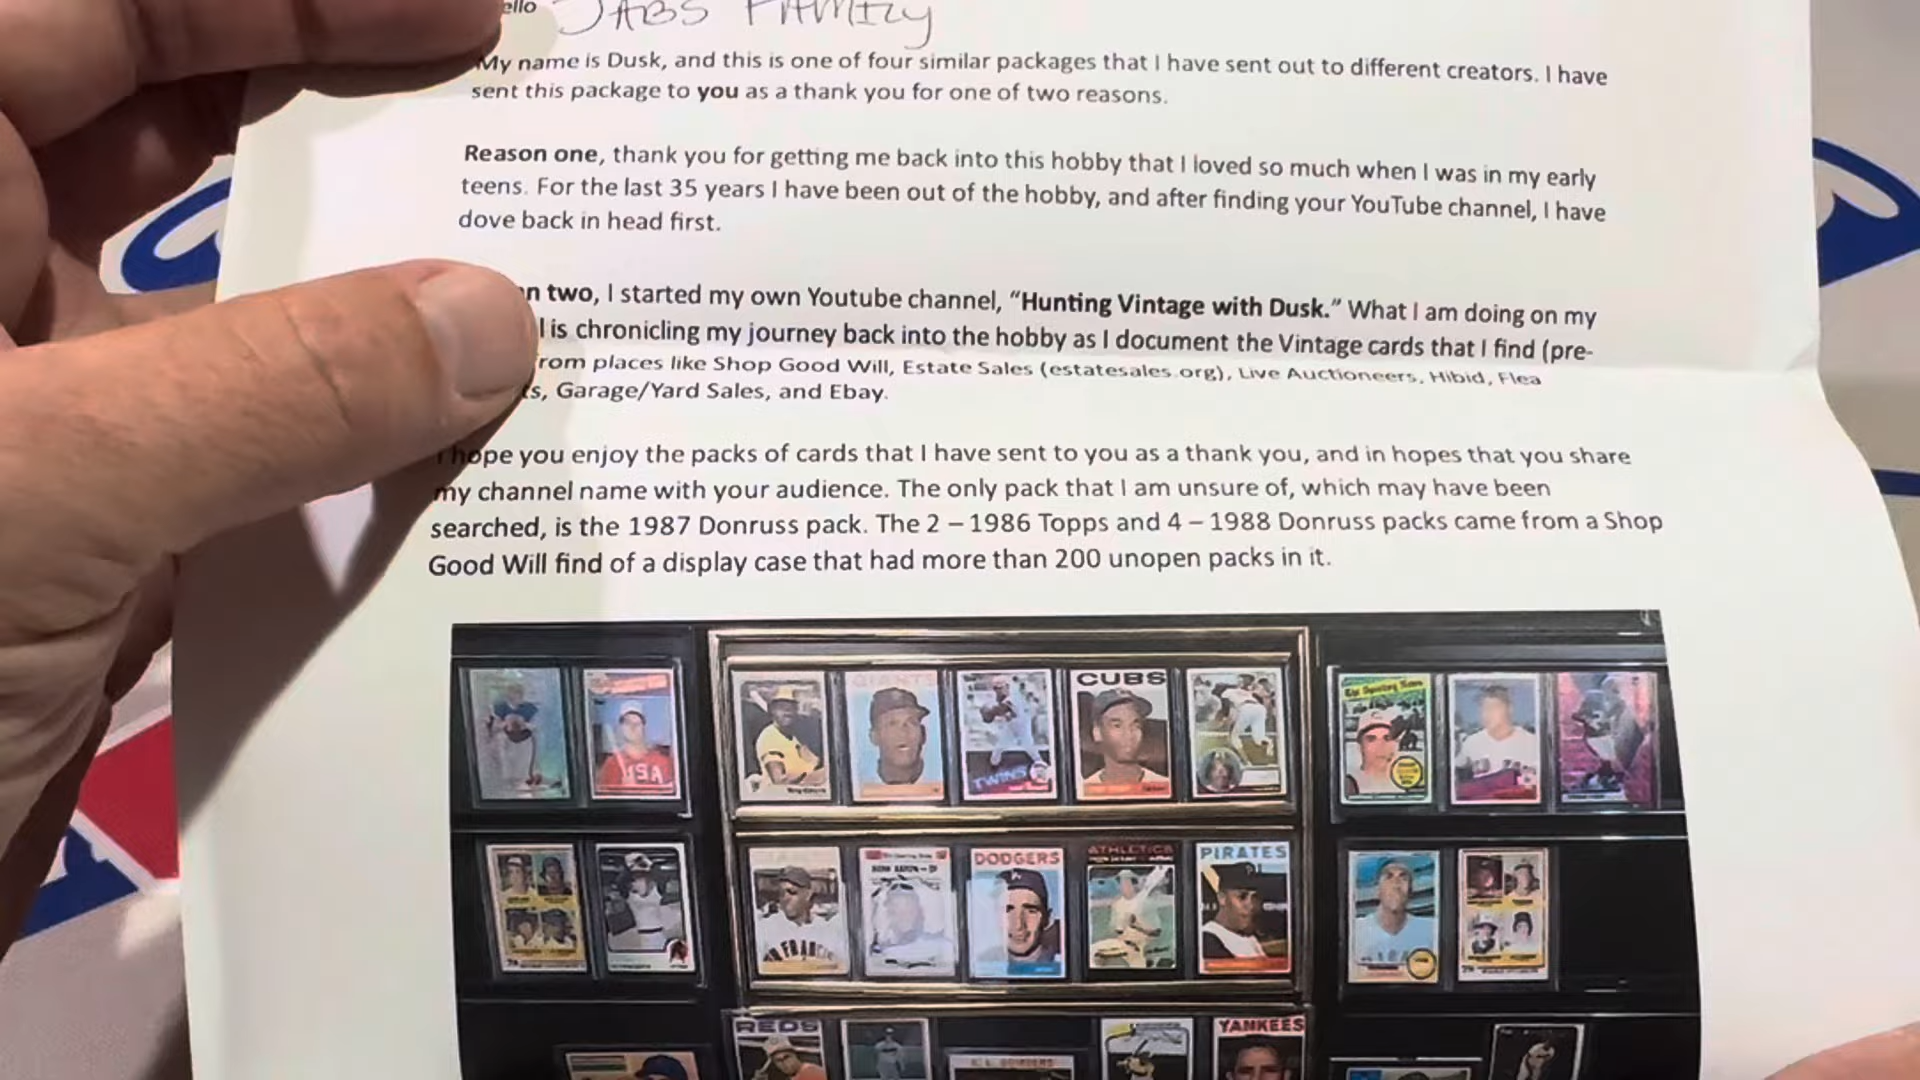 ello JABS FAMILY
My name is Dusk, and this is one of four similar packages that I have sent out to different creators. I have
sent this package to you as a thank you for one of two reasons.
Reason one, thank you for getting me back into this hobby that I loved so much when I was in my early
teens. For the last 35 years I have been out of the hobby, and after finding your YouTube channel, I have
dove back in head first.
n two, I started my own Youtube channel, “Hunting Vintage with Dusk.” What I am doing on my
l is chronicling my journey back into the hobby as I document the Vintage cards that I find (pre-
rom places like Shop Good Will, Estate Sales (estatesales.org), Live Auctioneers, Hibid, Flea
ts, Garage/Yard Sales, and Ebay.
I hope you enjoy the packs of cards that I have sent to you as a thank you, and in hopes that you share
my channel name with your audience. The only pack that I am unsure of, which may have been
searched, is the 1987 Donruss pack. The 2 – 1986 Topps and 4 – 1988 Donruss packs came from a Shop
Good Will find of a display case that had more than 200 unopen packs in it.
USA
GIANTS
TWINS
CUBS
DODGERS
ATHLETICS
PIRATES
REDS
YANKEES